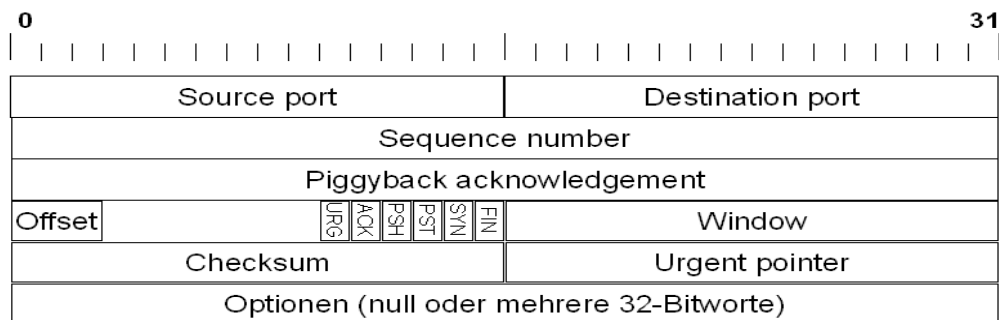 0 31
Source port Destination port
Sequence number
Piggyback acknowledgement
Offset URG ACK PSH PST SYN FIN Window
Checksum Urgent pointer
Optionen (null oder mehrere 32-Bitworte)